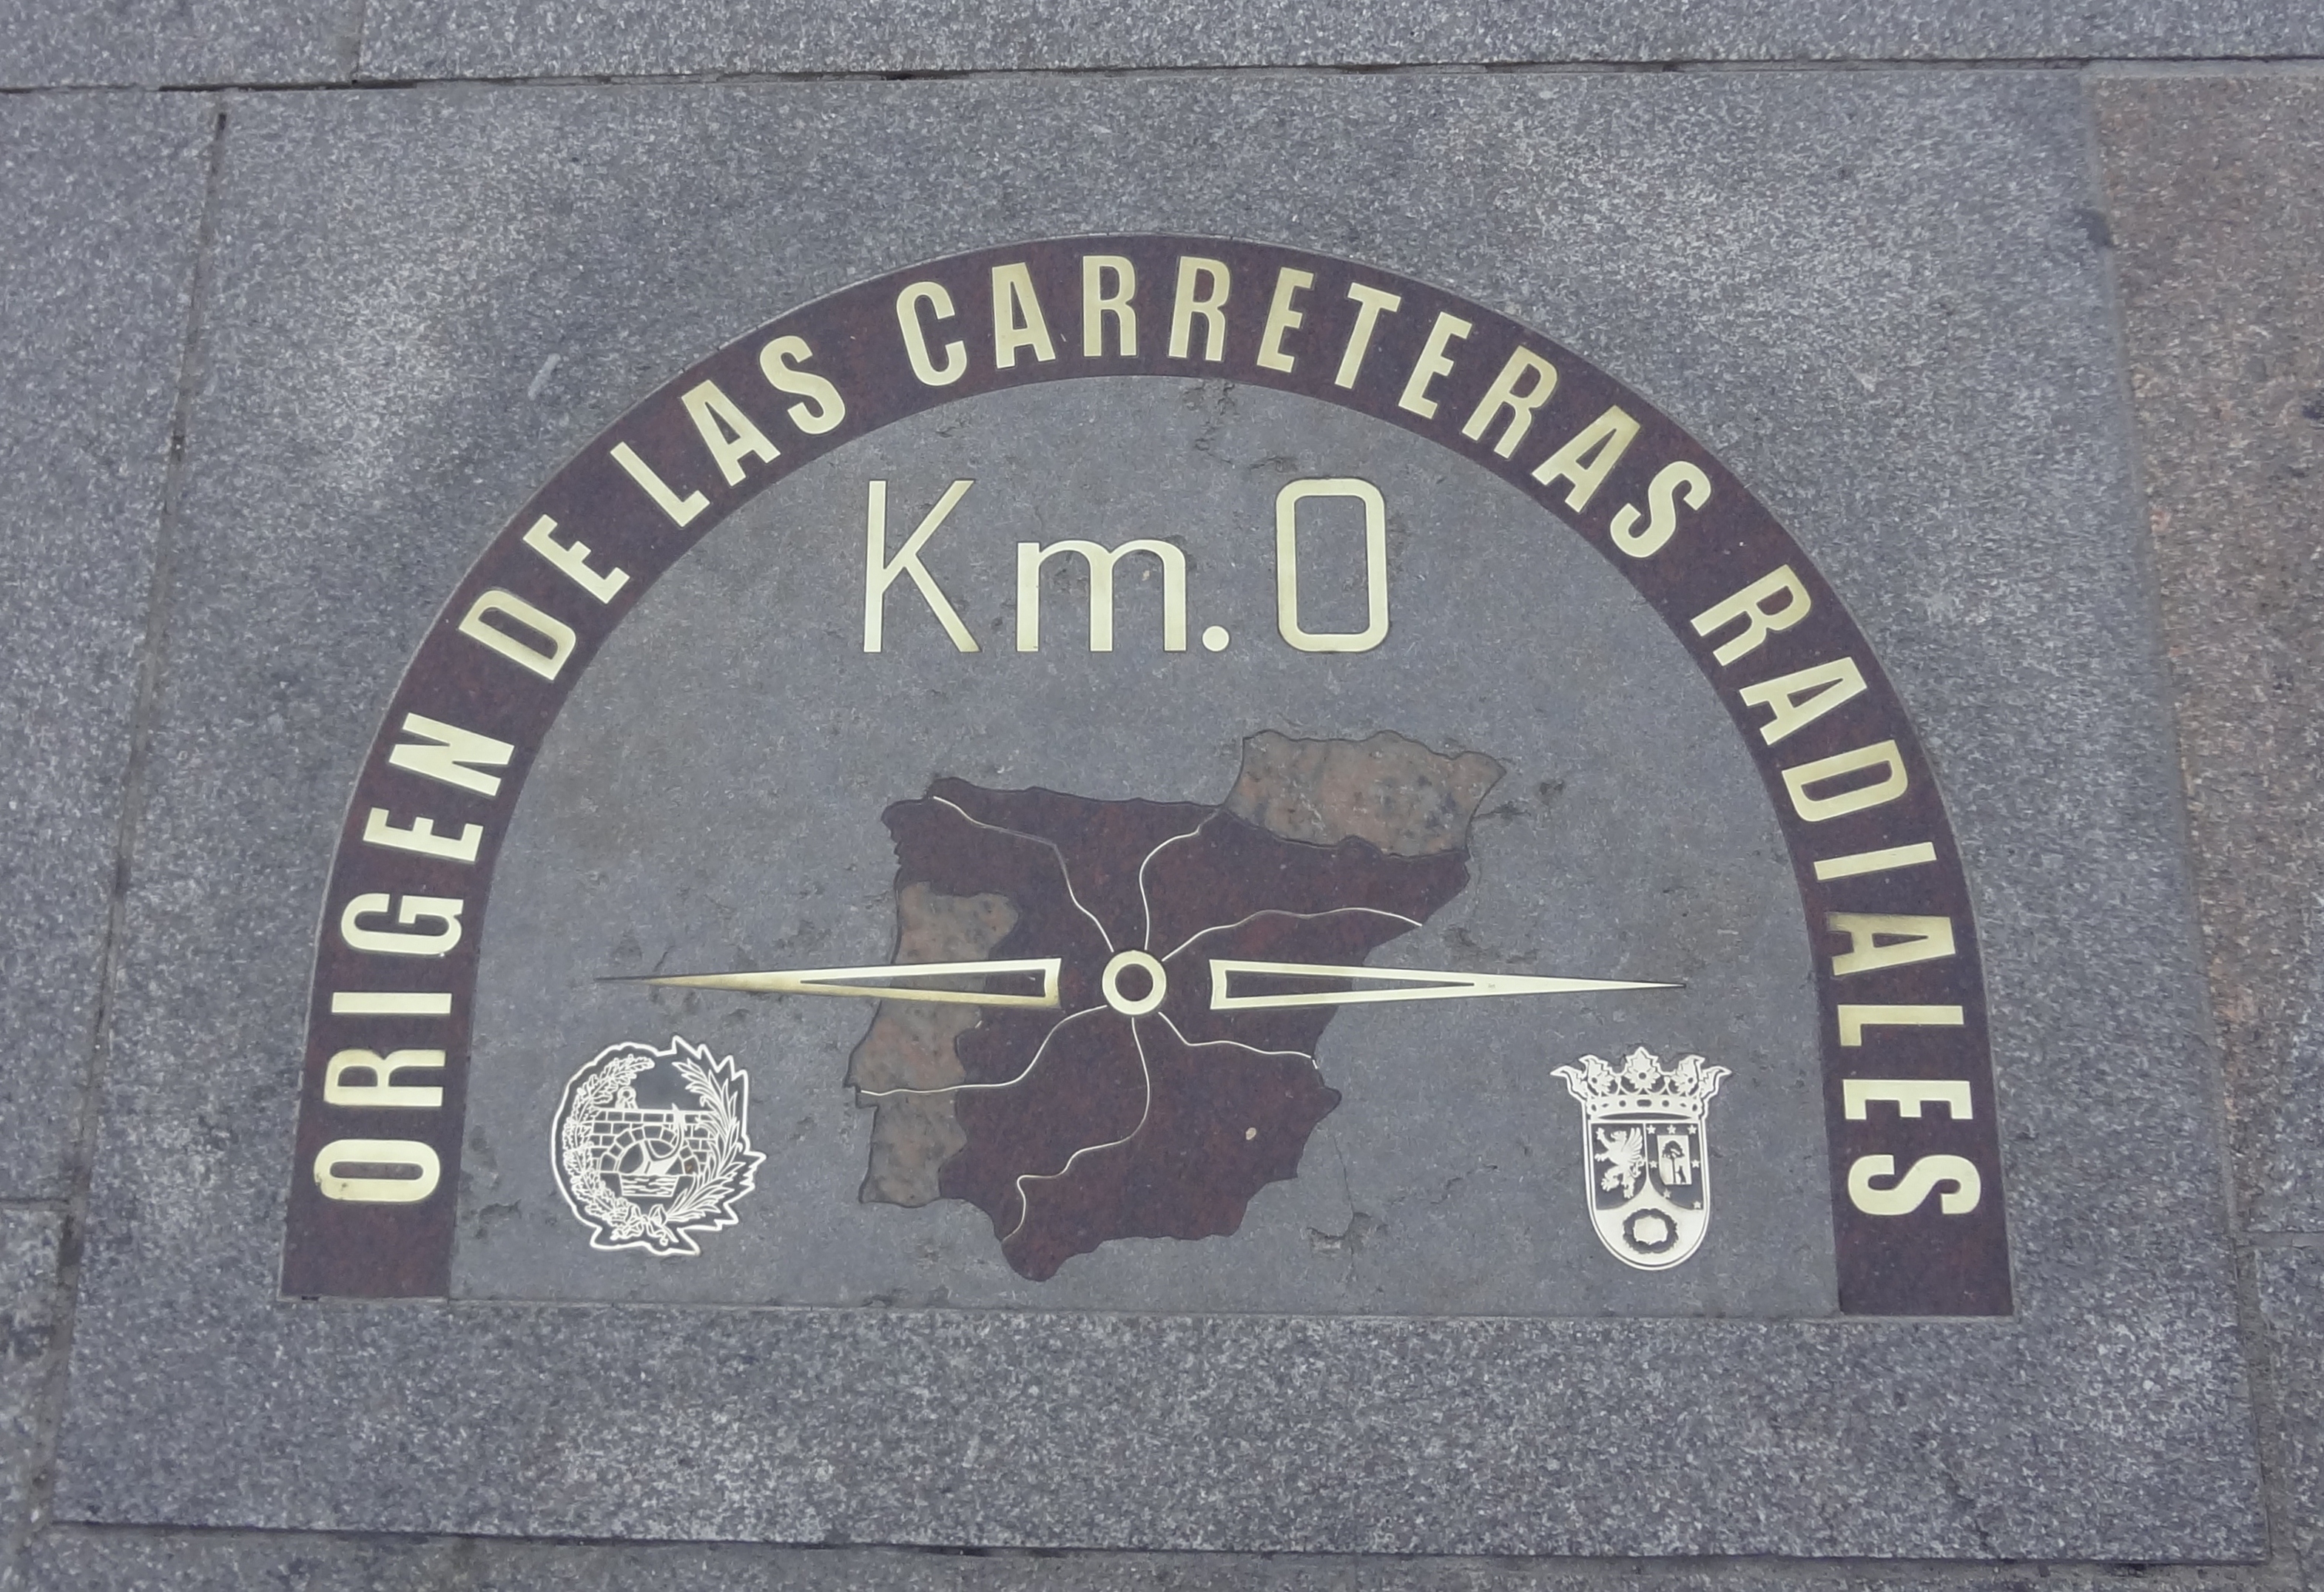 ORIGEN DE LAS CARRETERAS RADIALES
Km. 0